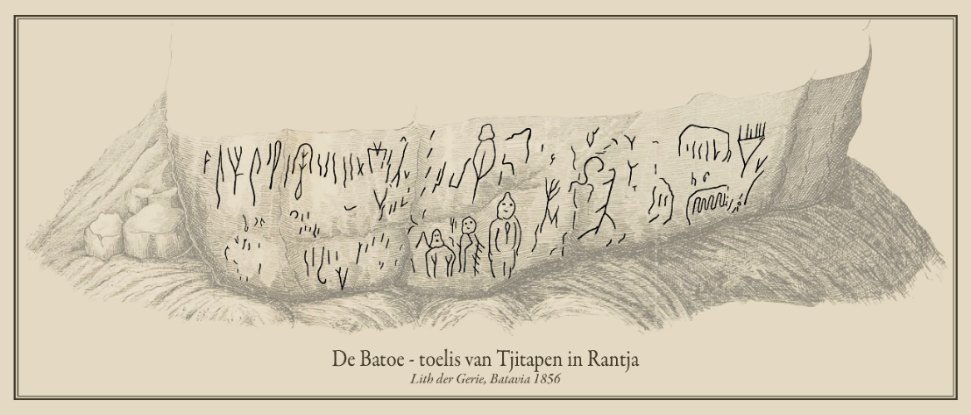 De Batoe - toelis van Tjitapen in Rantja
Lith der Gerie, Batavia 1856